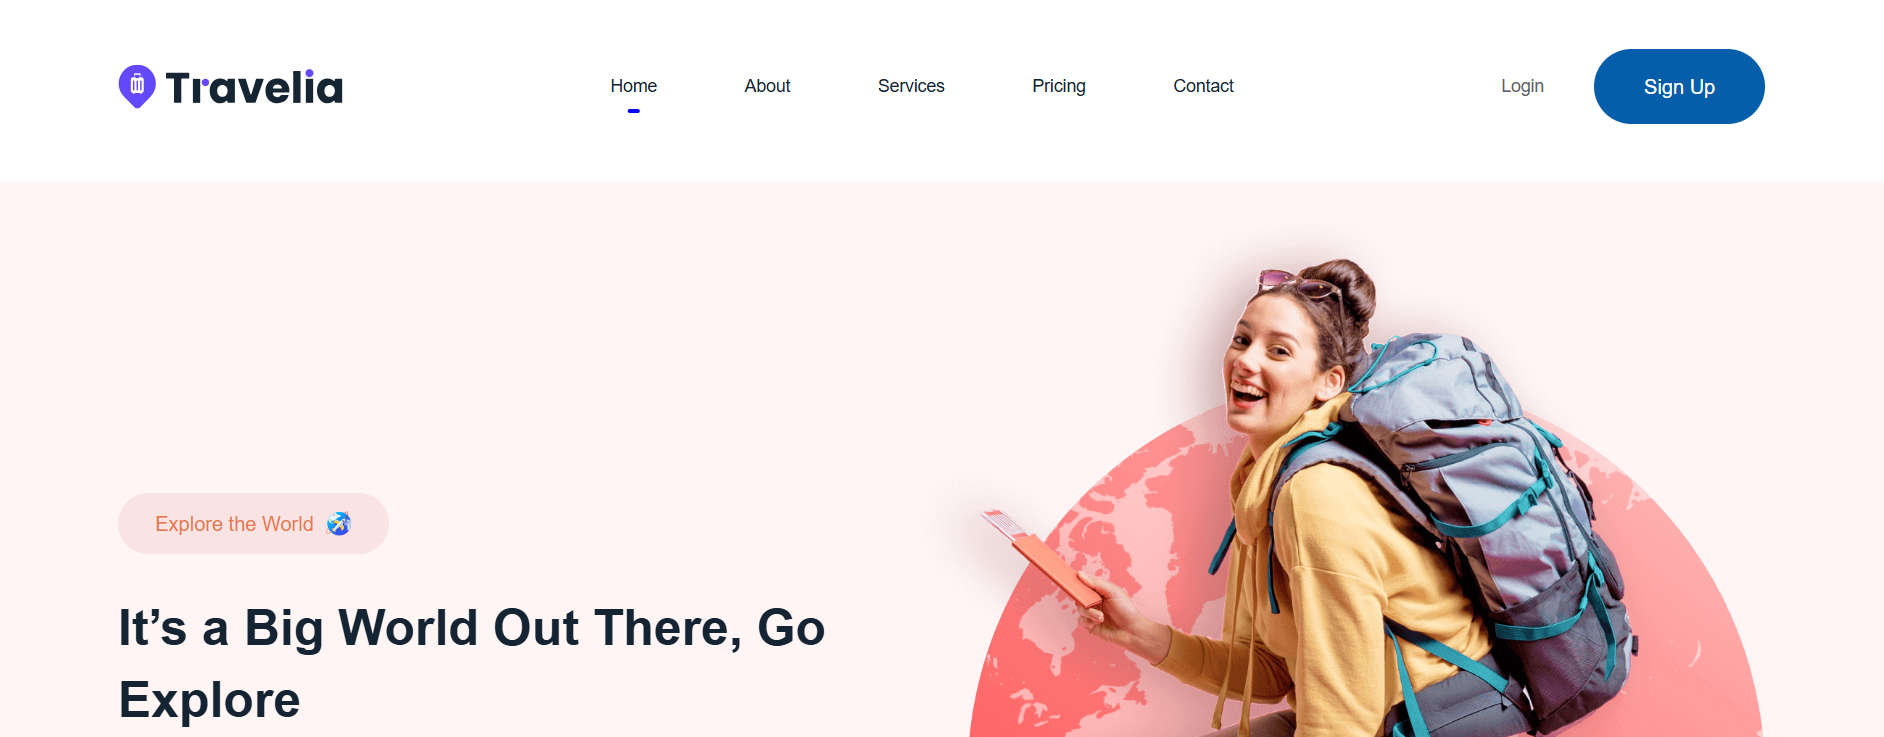 Travelia
Home About Services Pricing Contact Login Sign Up
Explore the World
It’s a Big World Out There, Go
Explore